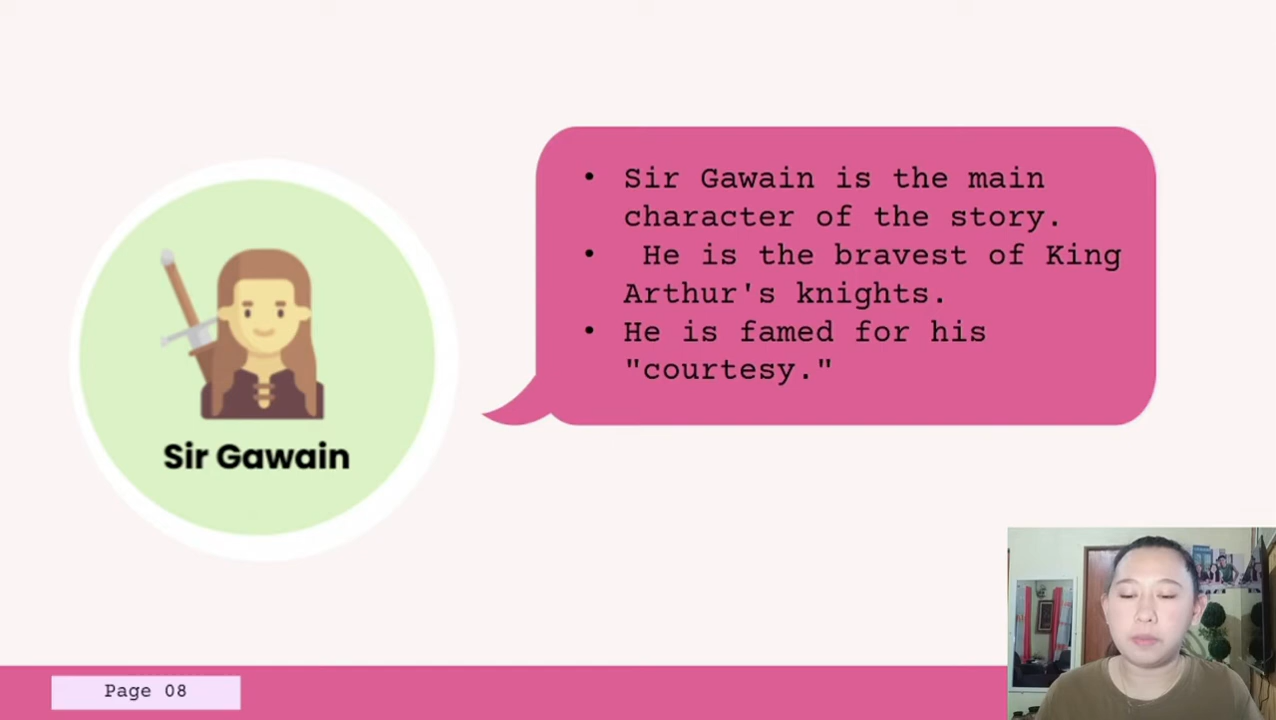 • Sir Gawain is the main
character of the story.
• He is the bravest of King
Arthur's knights.
• He is famed for his
"courtesy."
Sir Gawain
Page 08